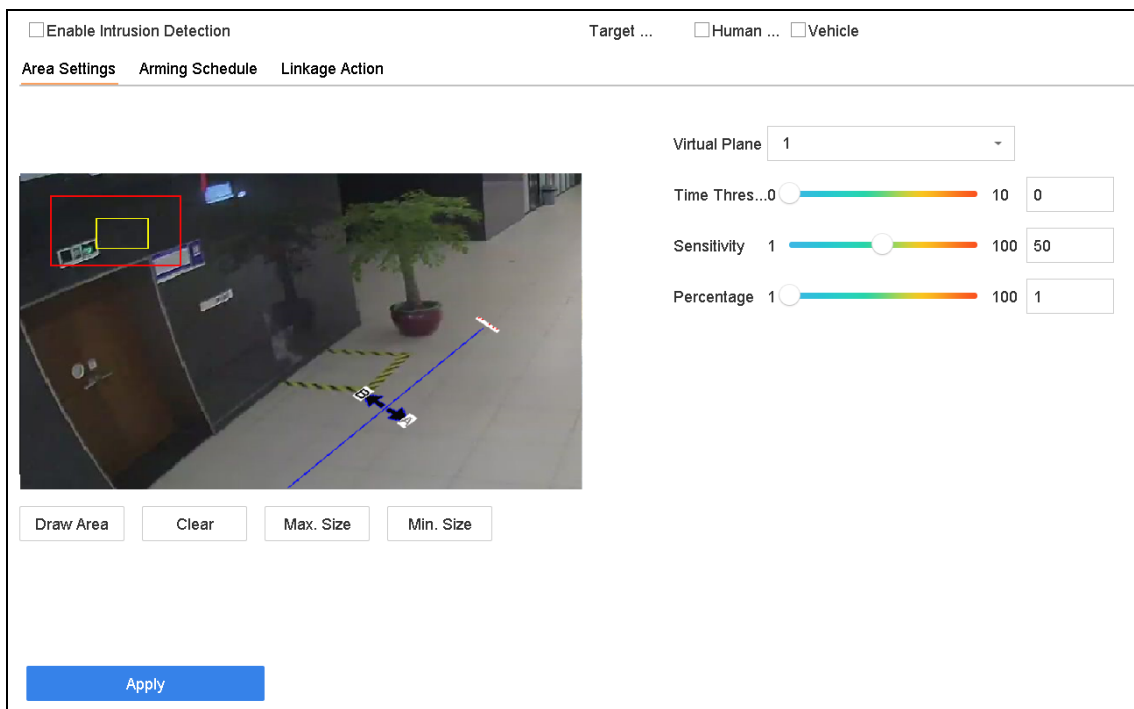 Enable Intrusion Detection Target ... Human ... Vehicle
Area Settings Arming Schedule Linkage Action
Virtual Plane 1
Time Thres...0 10 0
Sensitivity 1 100 50
Percentage 1 100 1
B
A
Draw Area Clear Max. Size Min. Size
Apply